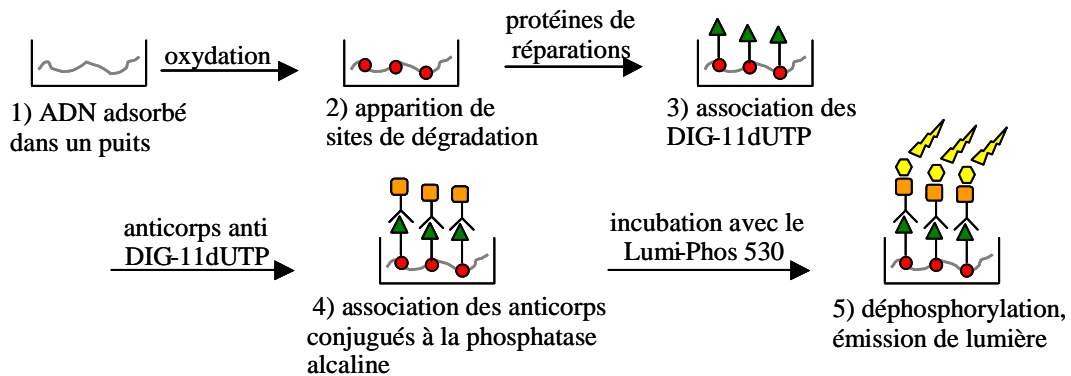 oxydation
protéines de
réparations
1) ADN adsorbé
dans un puits
2) apparition de
sites de dégradation
3) association des
DIG-11dUTP
anticorps anti
DIG-11dUTP
4) association des anticorps
conjugués à la phosphatase
alcaline
incubation avec le
Lumi-Phos 530
5) déphosphorylation,
émission de lumière